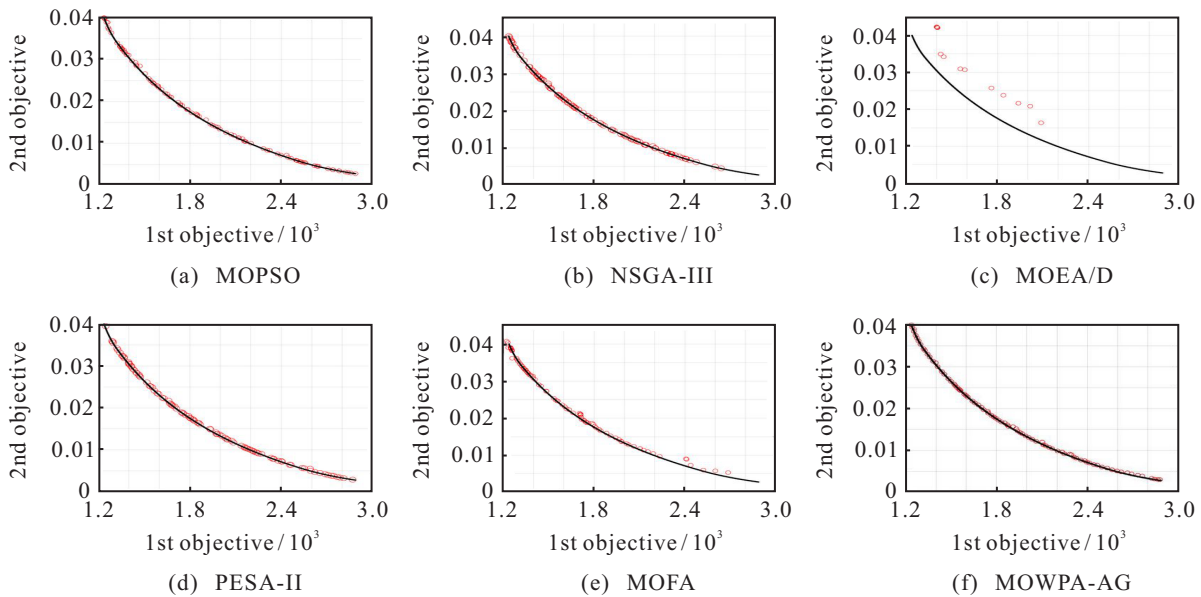 0.04
0.03
0.02
0.01
0
2nd objective
1.2 1.8 2.4 3.0
1st objective / 10³
(a) MOPSO
0.04
0.03
0.02
0.01
0
2nd objective
1.2 1.8 2.4 3.0
1st objective / 10³
(b) NSGA-III
0.04
0.03
0.02
0.01
0
2nd objective
1.2 1.8 2.4 3.0
1st objective / 10³
(c) MOEA/D
0.04
0.03
0.02
0.01
0
2nd objective
1.2 1.8 2.4 3.0
1st objective / 10³
(d) PESA-II
0.04
0.03
0.02
0.01
0
2nd objective
1.2 1.8 2.4 3.0
1st objective / 10³
(e) MOFA
0.04
0.03
0.02
0.01
0
2nd objective
1.2 1.8 2.4 3.0
1st objective / 10³
(f) MOWPA-AG